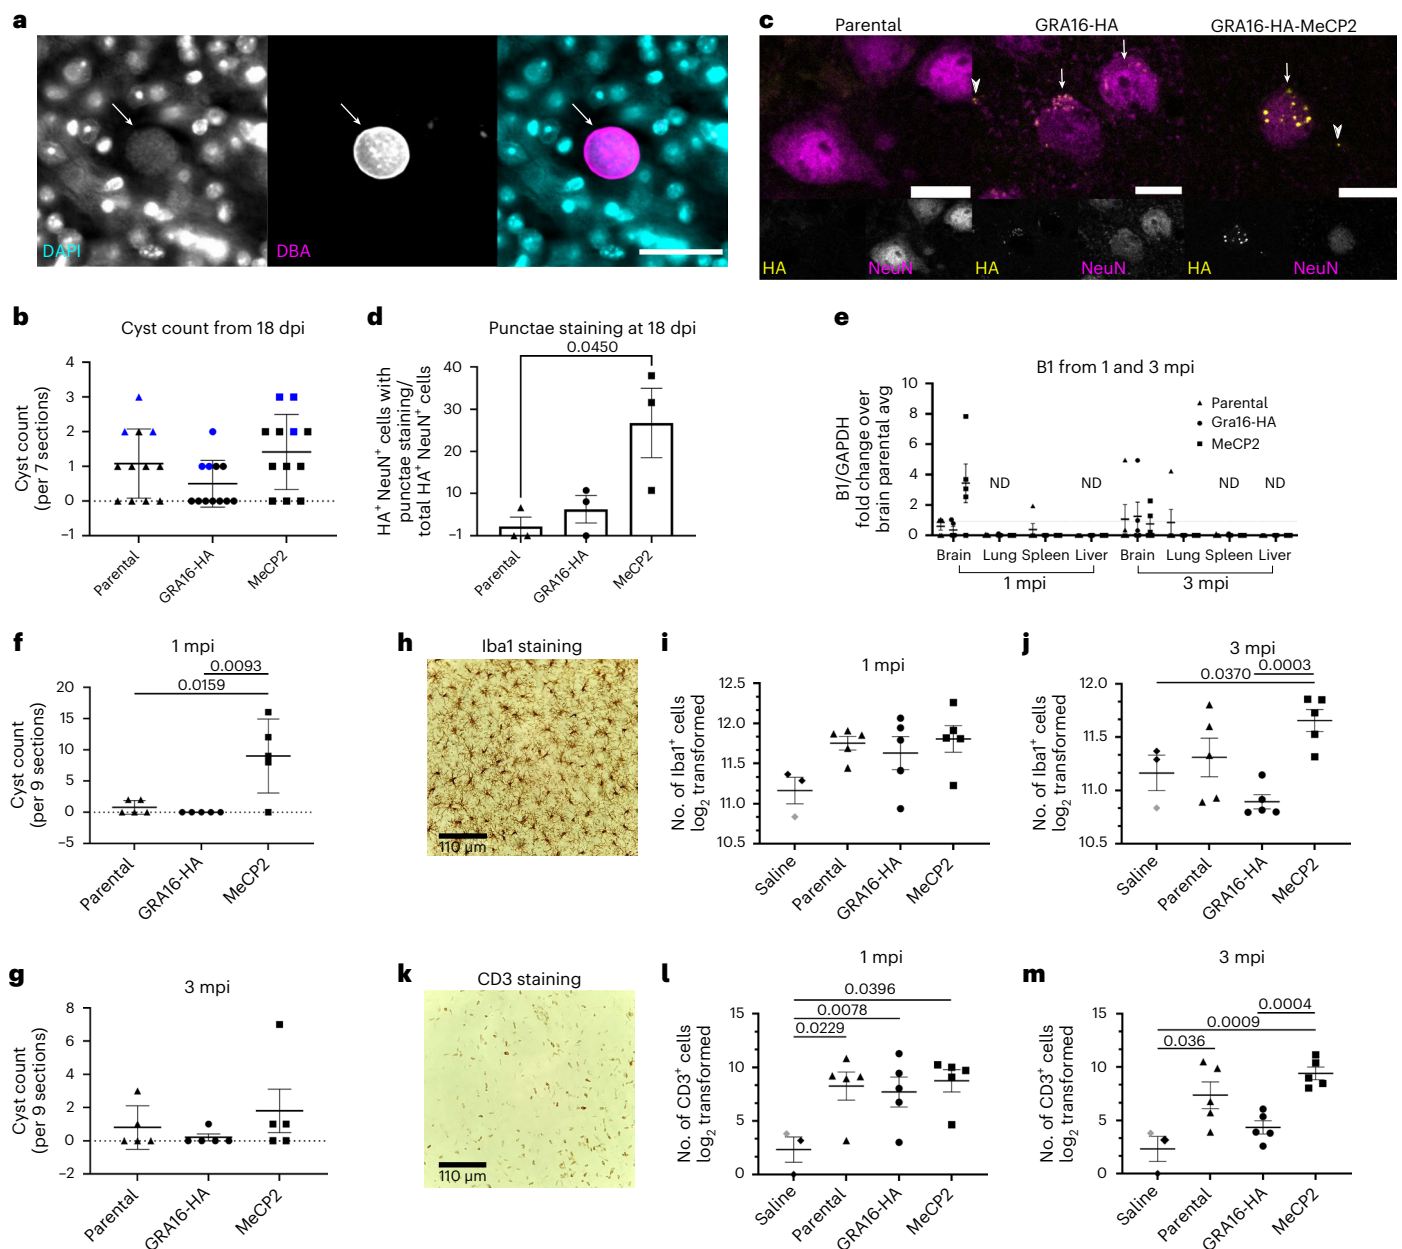 a
DAPI
DBA
c
Parental
GRA16-HA
GRA16-HA-MeCP2
HA
NeuN
HA
NeuN
HA
NeuN
b
Cyst count from 18 dpi
Cyst count
(per 7 sections)
4
3
2
1
0
–1
Parental
GRA16-HA
MeCP2
d
Punctae staining at 18 dpi
0.0450
HA+ NeuN+ cells with
punctae staining/
total HA+ NeuN+ cells
40
30
20
10
–1
Parental
GRA16-HA
MeCP2
e
B1 from 1 and 3 mpi
B1/GAPDH
fold change over
brain parental avg
10
8
6
4
2
0
Parental
Gra16-HA
MeCP2
ND
ND
ND
ND
Brain
Lung
Spleen
Liver
Brain
Lung
Spleen
Liver
1 mpi
3 mpi
f
1 mpi
0.0093
0.0159
Cyst count
(per 9 sections)
20
15
10
5
0
–5
Parental
GRA16-HA
MeCP2
h
Iba1 staining
110 µm
i
1 mpi
No. of Iba1+ cells
log2 transformed
12.5
12.0
11.5
11.0
10.5
Saline
Parental
GRA16-HA
MeCP2
j
3 mpi
0.0003
0.0370
No. of Iba1+ cells
log2 transformed
12.0
11.5
11.0
10.5
Saline
Parental
GRA16-HA
MeCP2
g
3 mpi
Cyst count
(per 9 sections)
8
6
4
2
0
–2
Parental
GRA16-HA
MeCP2
k
CD3 staining
110 µm
l
1 mpi
0.0396
0.0078
0.0229
No. of CD3+ cells
log2 transformed
15
10
5
0
Saline
Parental
GRA16-HA
MeCP2
m
3 mpi
0.0004
0.0009
0.036
No. of CD3+ cells
log2 transformed
15
10
5
0
Saline
Parental
GRA16-HA
MeCP2